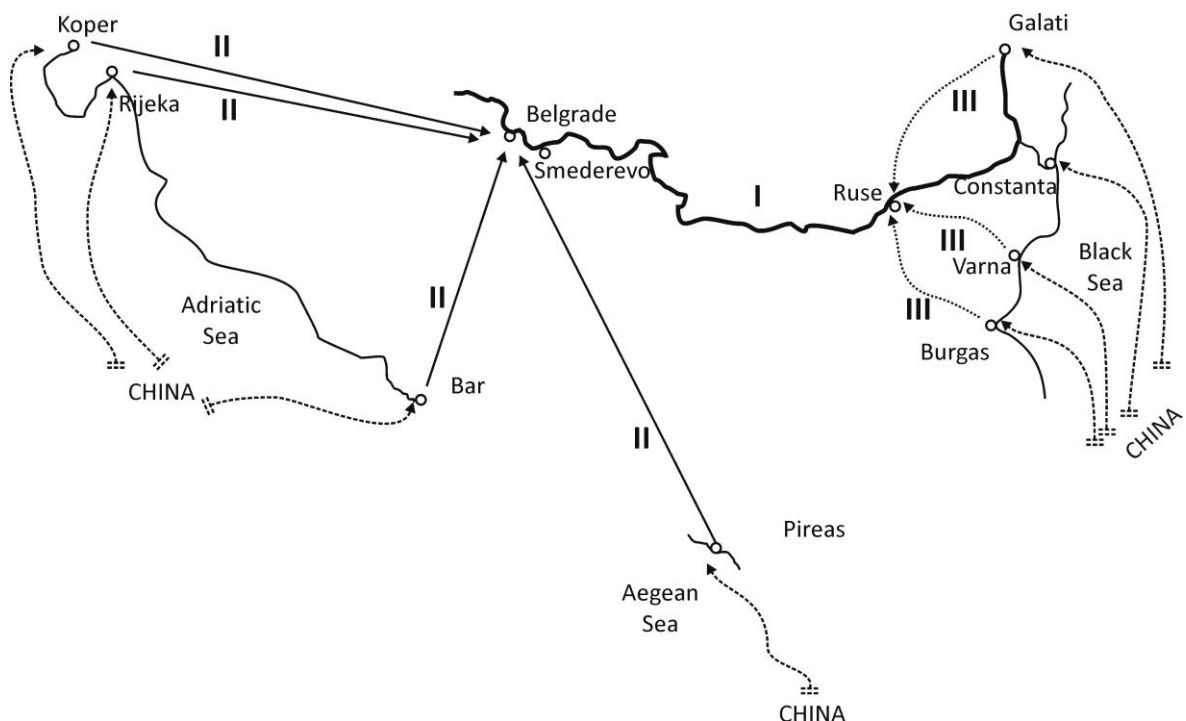 Koper
II
Galati
Rijeka
II
III
Belgrade
Smederevo
I
Ruse
Constanta
III
Varna
Black
Sea
II
Adriatic
Sea
III
Burgas
CHINA
Bar
II
CHINA
Pireas
Aegean
Sea
CHINA